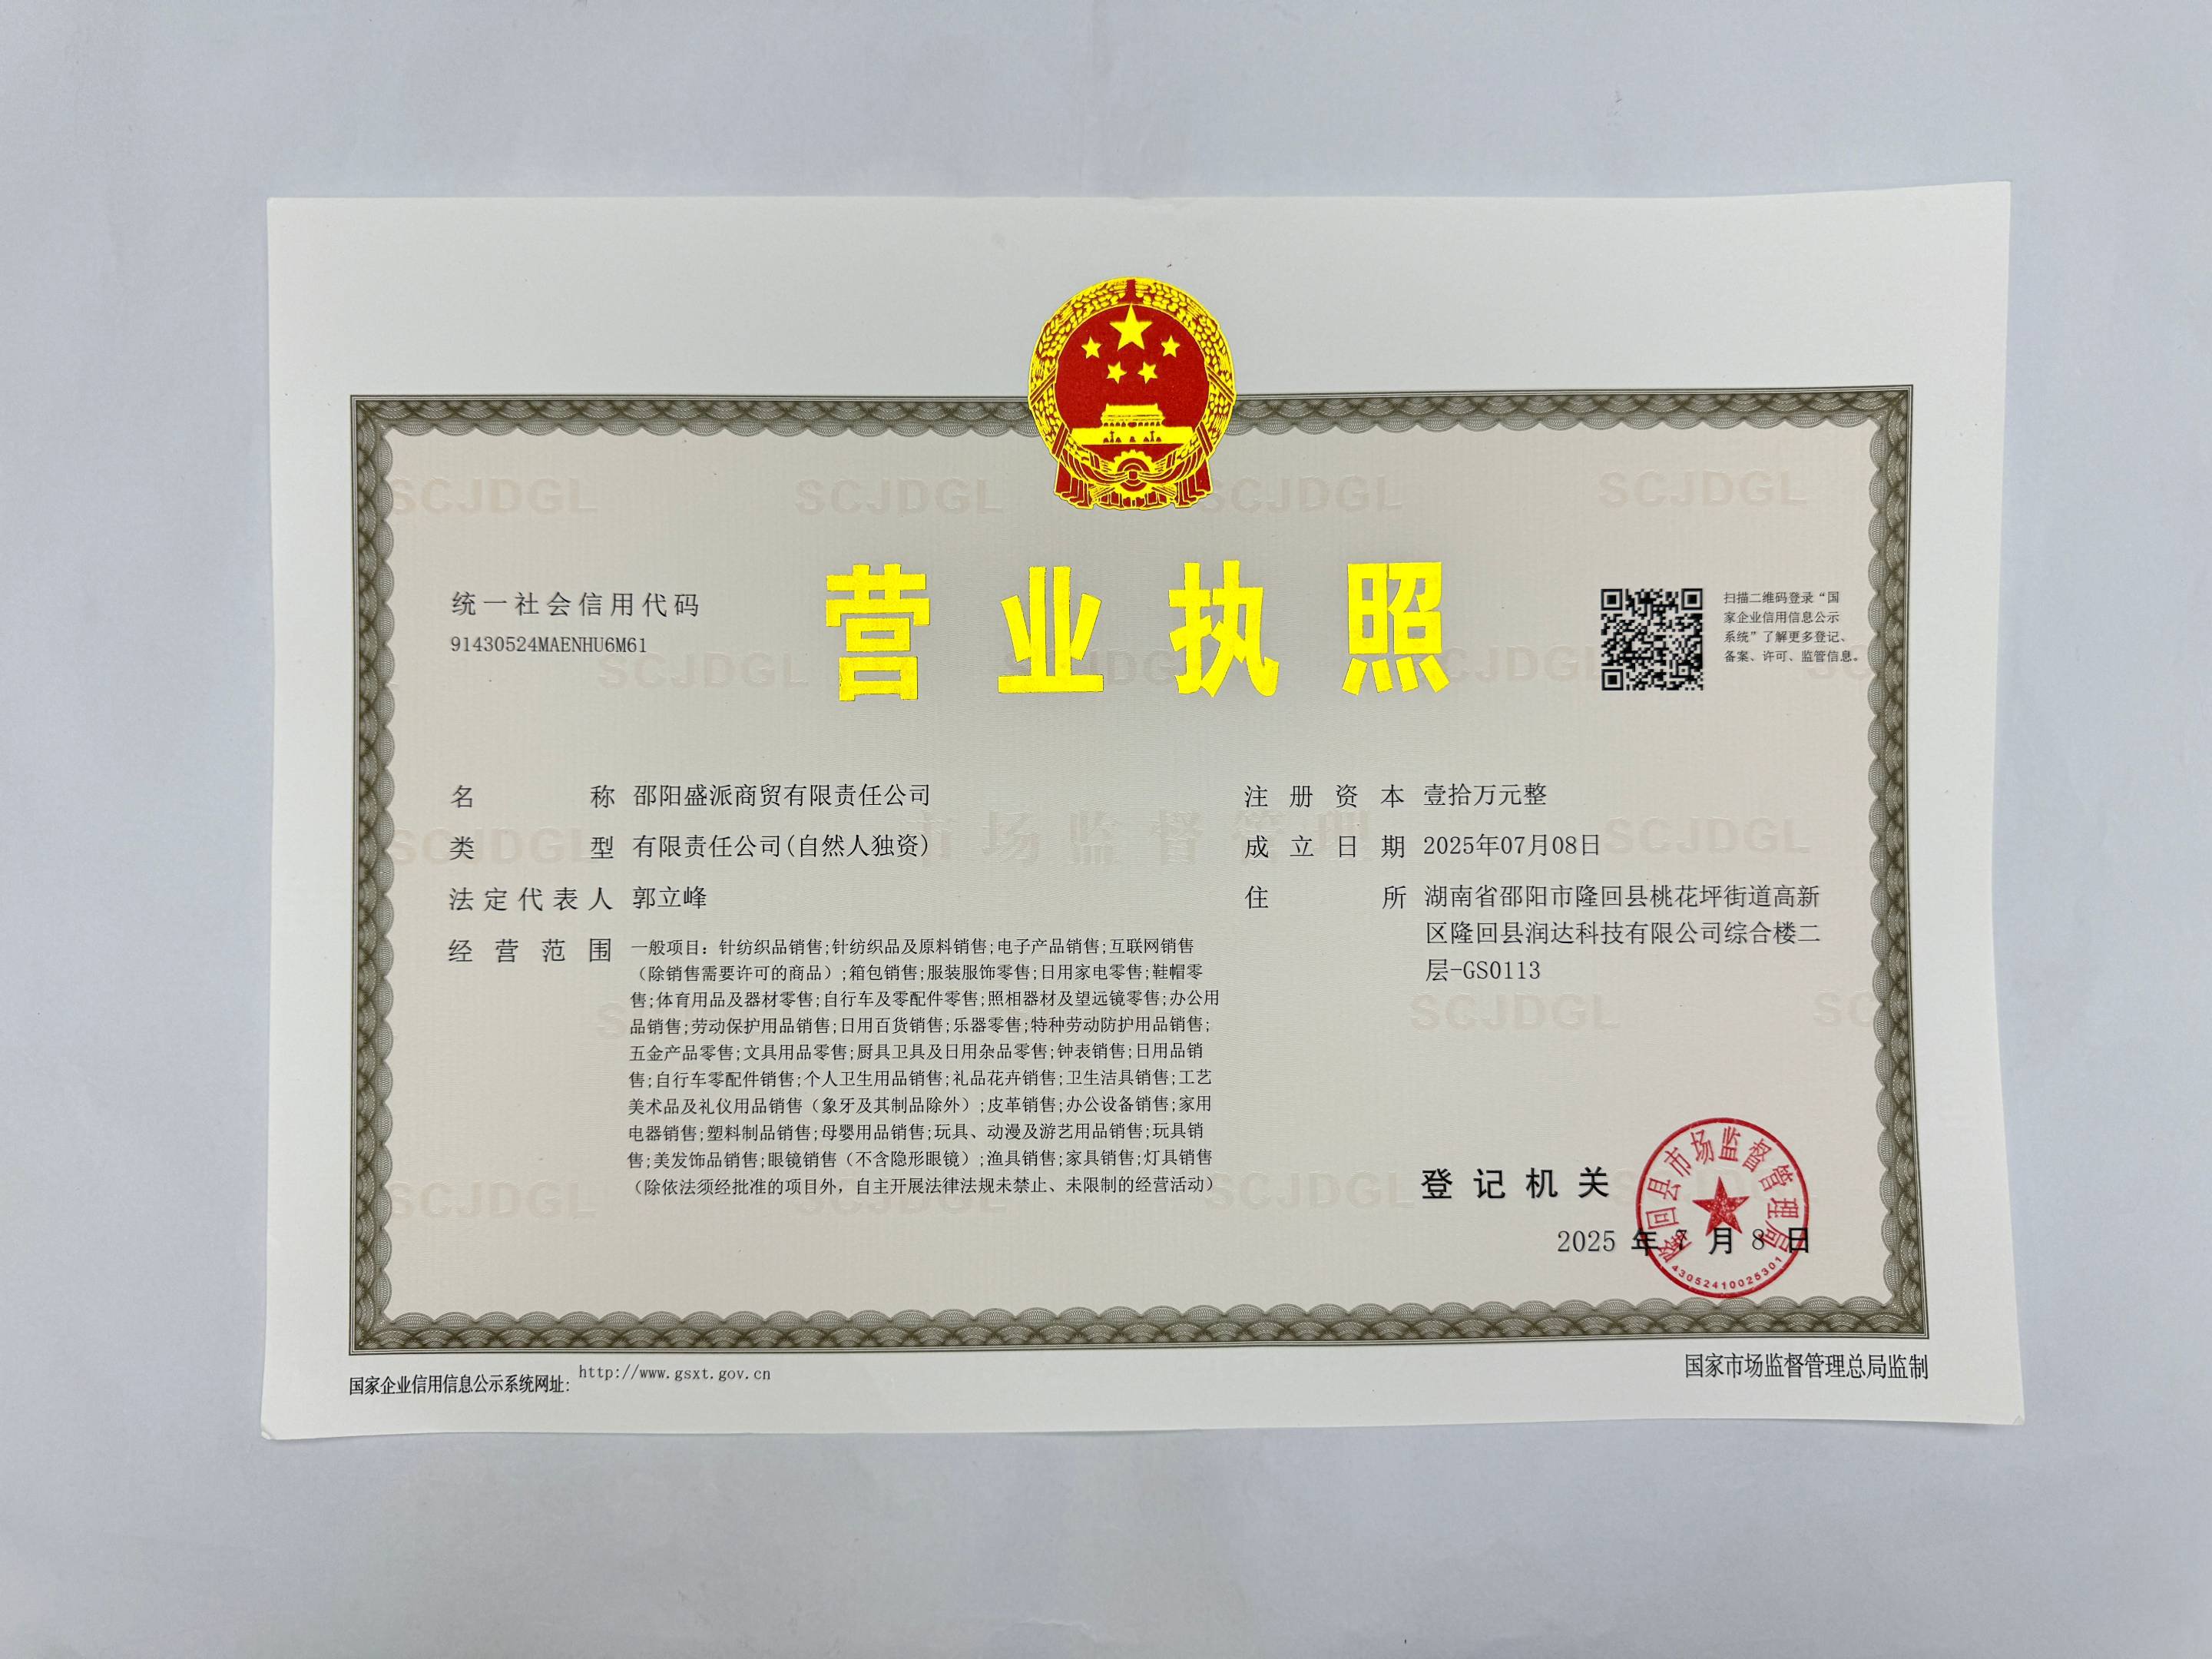 统一社会信用代码
91430524MAENHU6M61
营业执照
扫描二维码登录“国
家企业信用信息公示
系统”了解更多登记、
备案、许可、监管信息。
名称 邵阳盛派商贸有限责任公司
类型 有限责任公司(自然人独资)
法定代表人 郭立峰
经营范围 一般项目：针纺织品销售;针纺织品及原料销售;电子产品销售;互联网销售
（除销售需要许可的商品）;箱包销售;服装服饰零售;日用家电零售;鞋帽零
售;体育用品及器材零售;自行车及零配件零售;照相器材及望远镜零售;办公用
品销售;劳动保护用品销售;日用百货销售;乐器零售;特种劳动防护用品销售;
五金产品零售;文具用品零售;厨具卫具及日用杂品零售;钟表销售;日用品销
售;自行车零配件销售;个人卫生用品销售;礼品花卉销售;卫生洁具销售;工艺
美术品及礼仪用品销售（象牙及其制品除外）;皮革销售;办公设备销售;家用
电器销售;塑料制品销售;母婴用品销售;玩具、动漫及游艺用品销售;玩具销
售;美发饰品销售;眼镜销售（不含隐形眼镜）;渔具销售;家具销售;灯具销售
（除依法须经批准的项目外，自主开展法律法规未禁止、未限制的经营活动）
注册资本 壹拾万元整
成立日期 2025年07月08日
住所 湖南省邵阳市隆回县桃花坪街道高新
区隆回县润达科技有限公司综合楼二
层-GS0113
登记机关
2025 年 7 月 8 日
隆回县市场监督管理局
4305241002530­1
国家企业信用信息公示系统网址: http://www.gsxt.gov.cn
国家市场监督管理总局监制
SCJDGL
市场监督管理